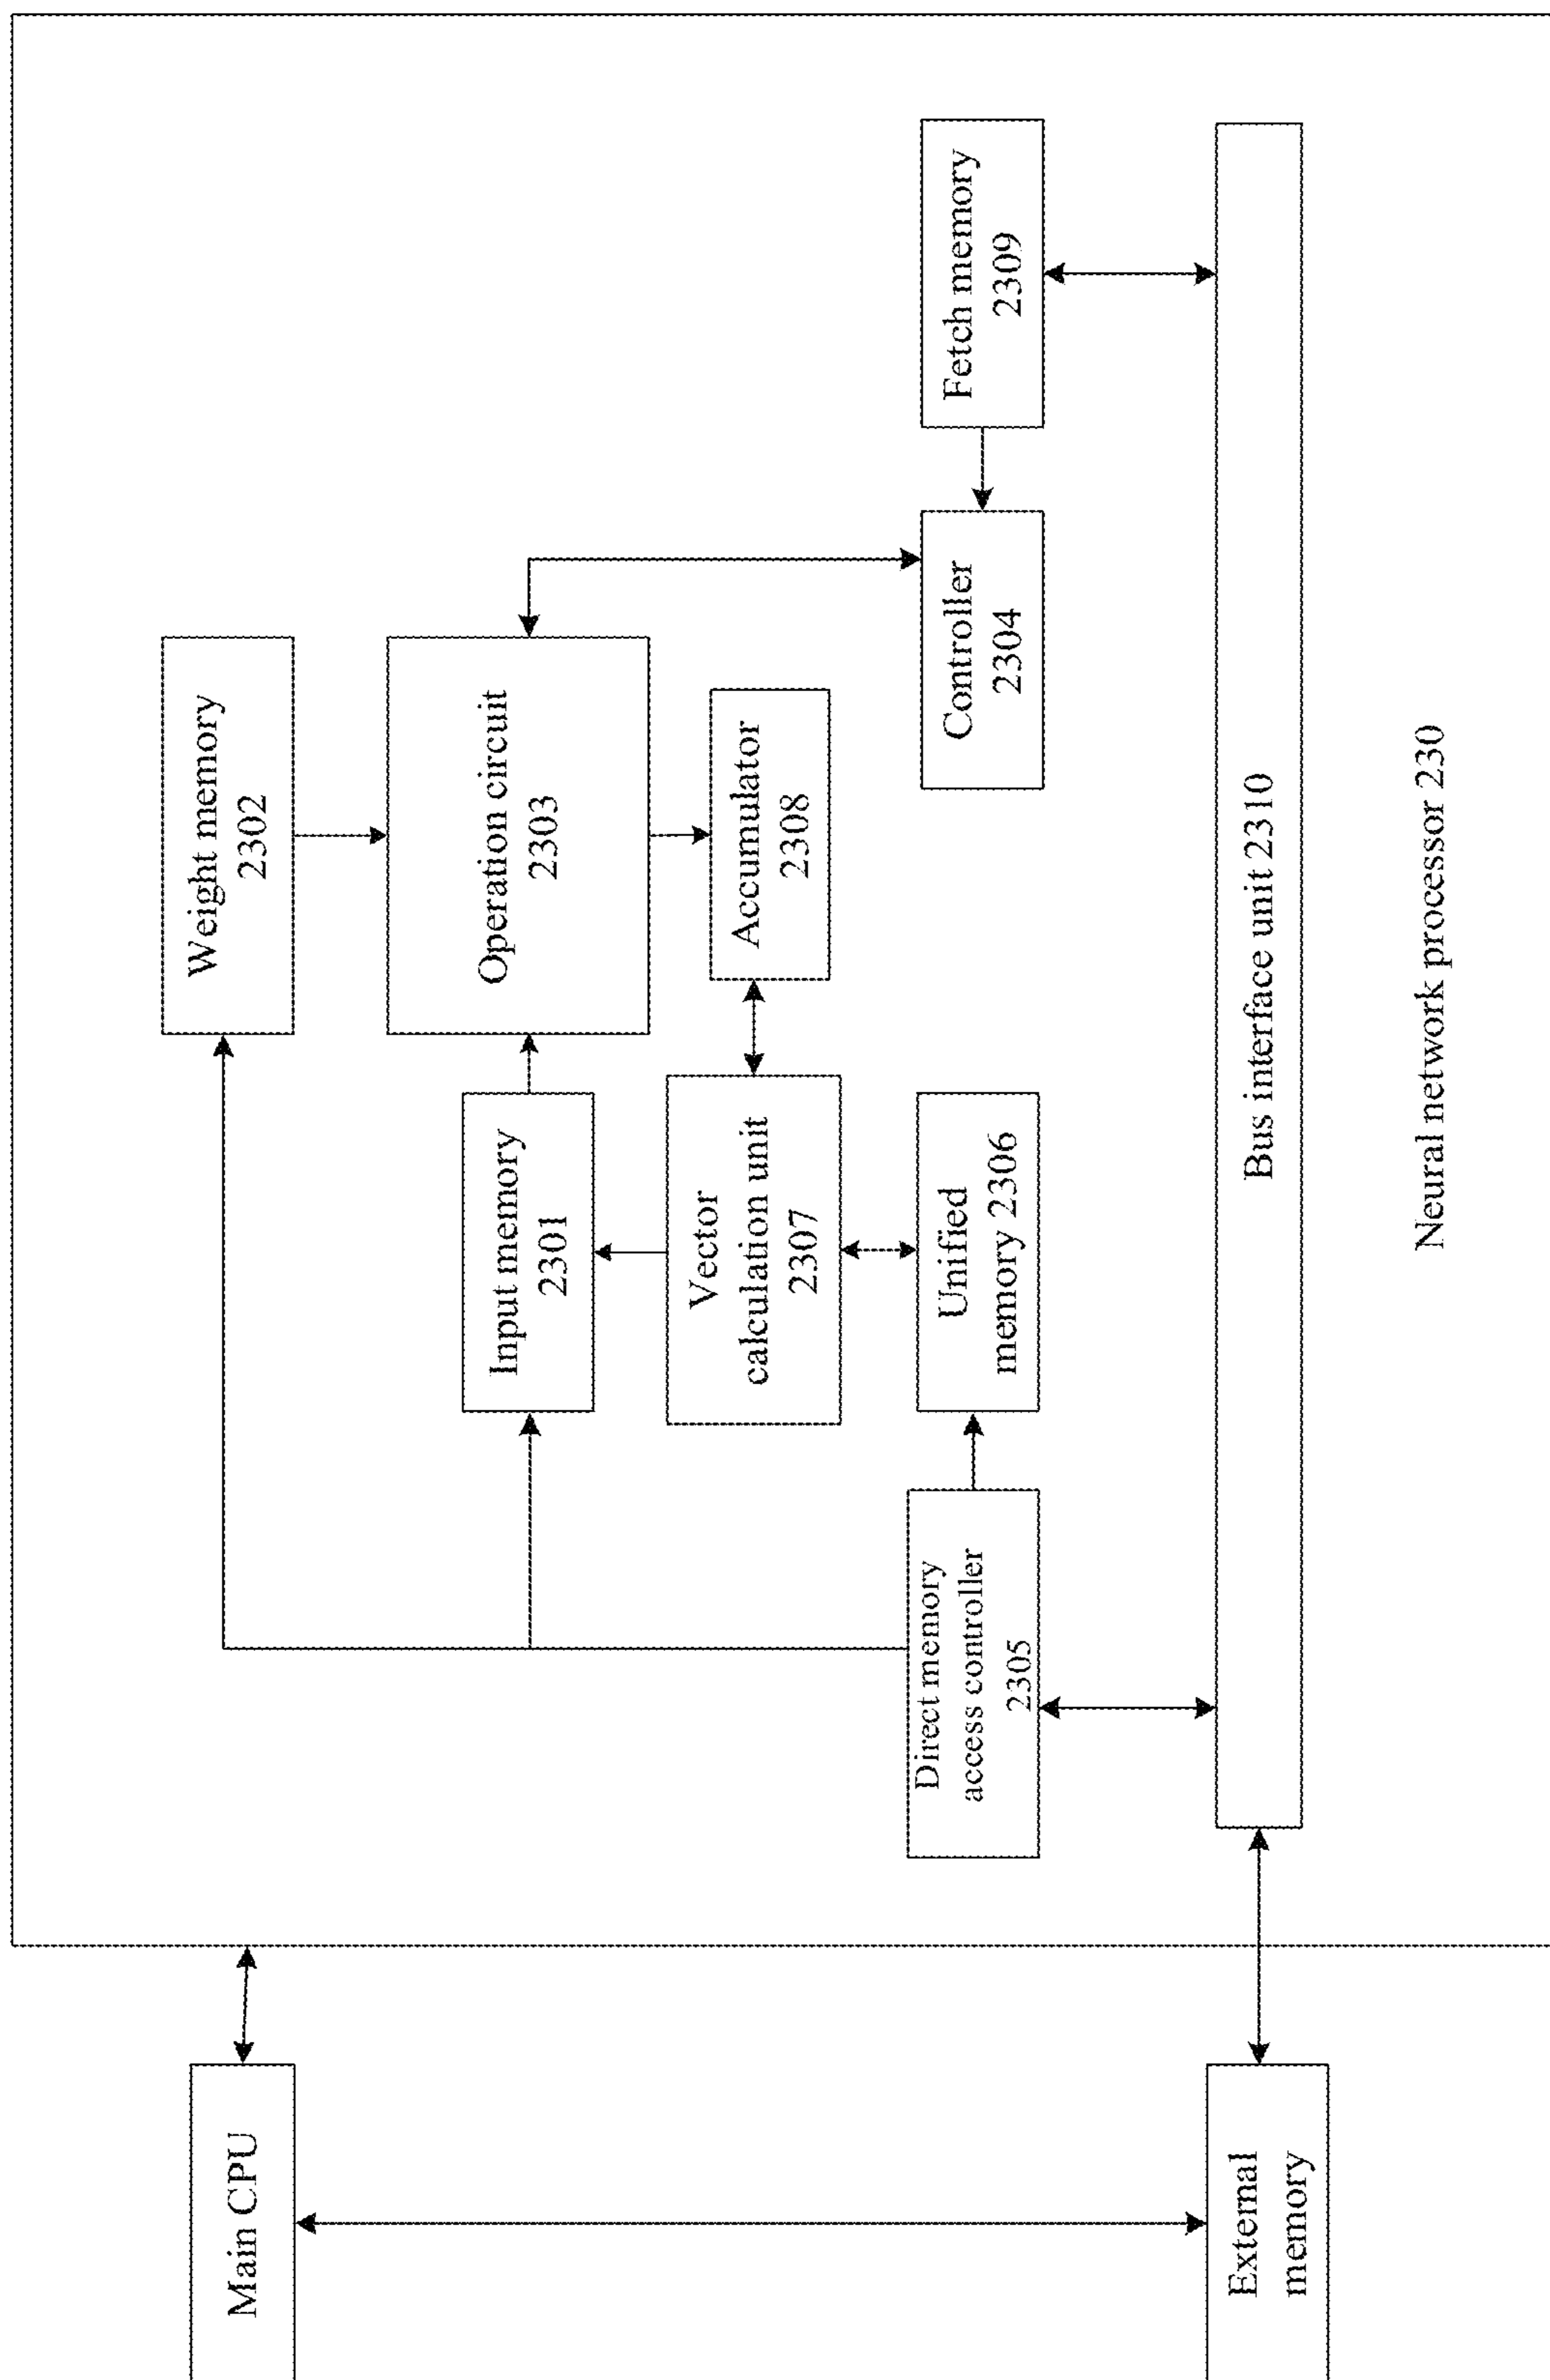 Main CPU
External
memory
Weight memory
2302
Input memory
2301
Operation circuit
2303
Vector
calculation unit
2307
Accumulator
2308
Direct memory
access controller
2305
Unified
memory 2306
Controller
2304
Fetch memory
2309
Bus interface unit 2310
Neural network processor 230